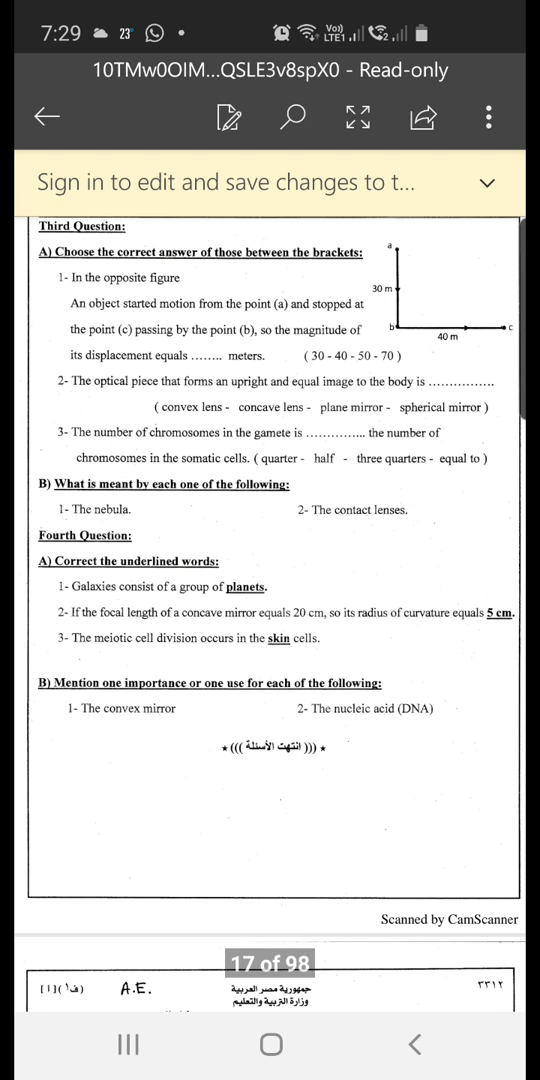 7:29 23° Vo)) LTE1 2
10TMw0OIM...QSLE3v8spX0 - Read-only
Sign in to edit and save changes to t...
Third Question:
A) Choose the correct answer of those between the brackets:
1- In the opposite figure
An object started motion from the point (a) and stopped at
the point (c) passing by the point (b), so the magnitude of
its displacement equals ........ meters. ( 30 - 40 - 50 - 70 )
a
30 m
b
c
40 m
2- The optical piece that forms an upright and equal image to the body is ................
( convex lens - concave lens - plane mirror - spherical mirror )
3- The number of chromosomes in the gamete is .............. the number of
chromosomes in the somatic cells. ( quarter - half - three quarters - equal to )
B) What is meant by each one of the following:
1- The nebula. 2- The contact lenses.
Fourth Question:
A) Correct the underlined words:
1- Galaxies consist of a group of planets.
2- If the focal length of a concave mirror equals 20 cm, so its radius of curvature equals 5 cm.
3- The meiotic cell division occurs in the skin cells.
B) Mention one importance or one use for each of the following:
1- The convex mirror 2- The nucleic acid (DNA)
★ ((( انتهت الأسئلة ))) ★
Scanned by CamScanner
17 of 98
[١] (ف١) A.E. جمهورية مصر العربية ٣٣١٢
وزارة التربية والتعليم